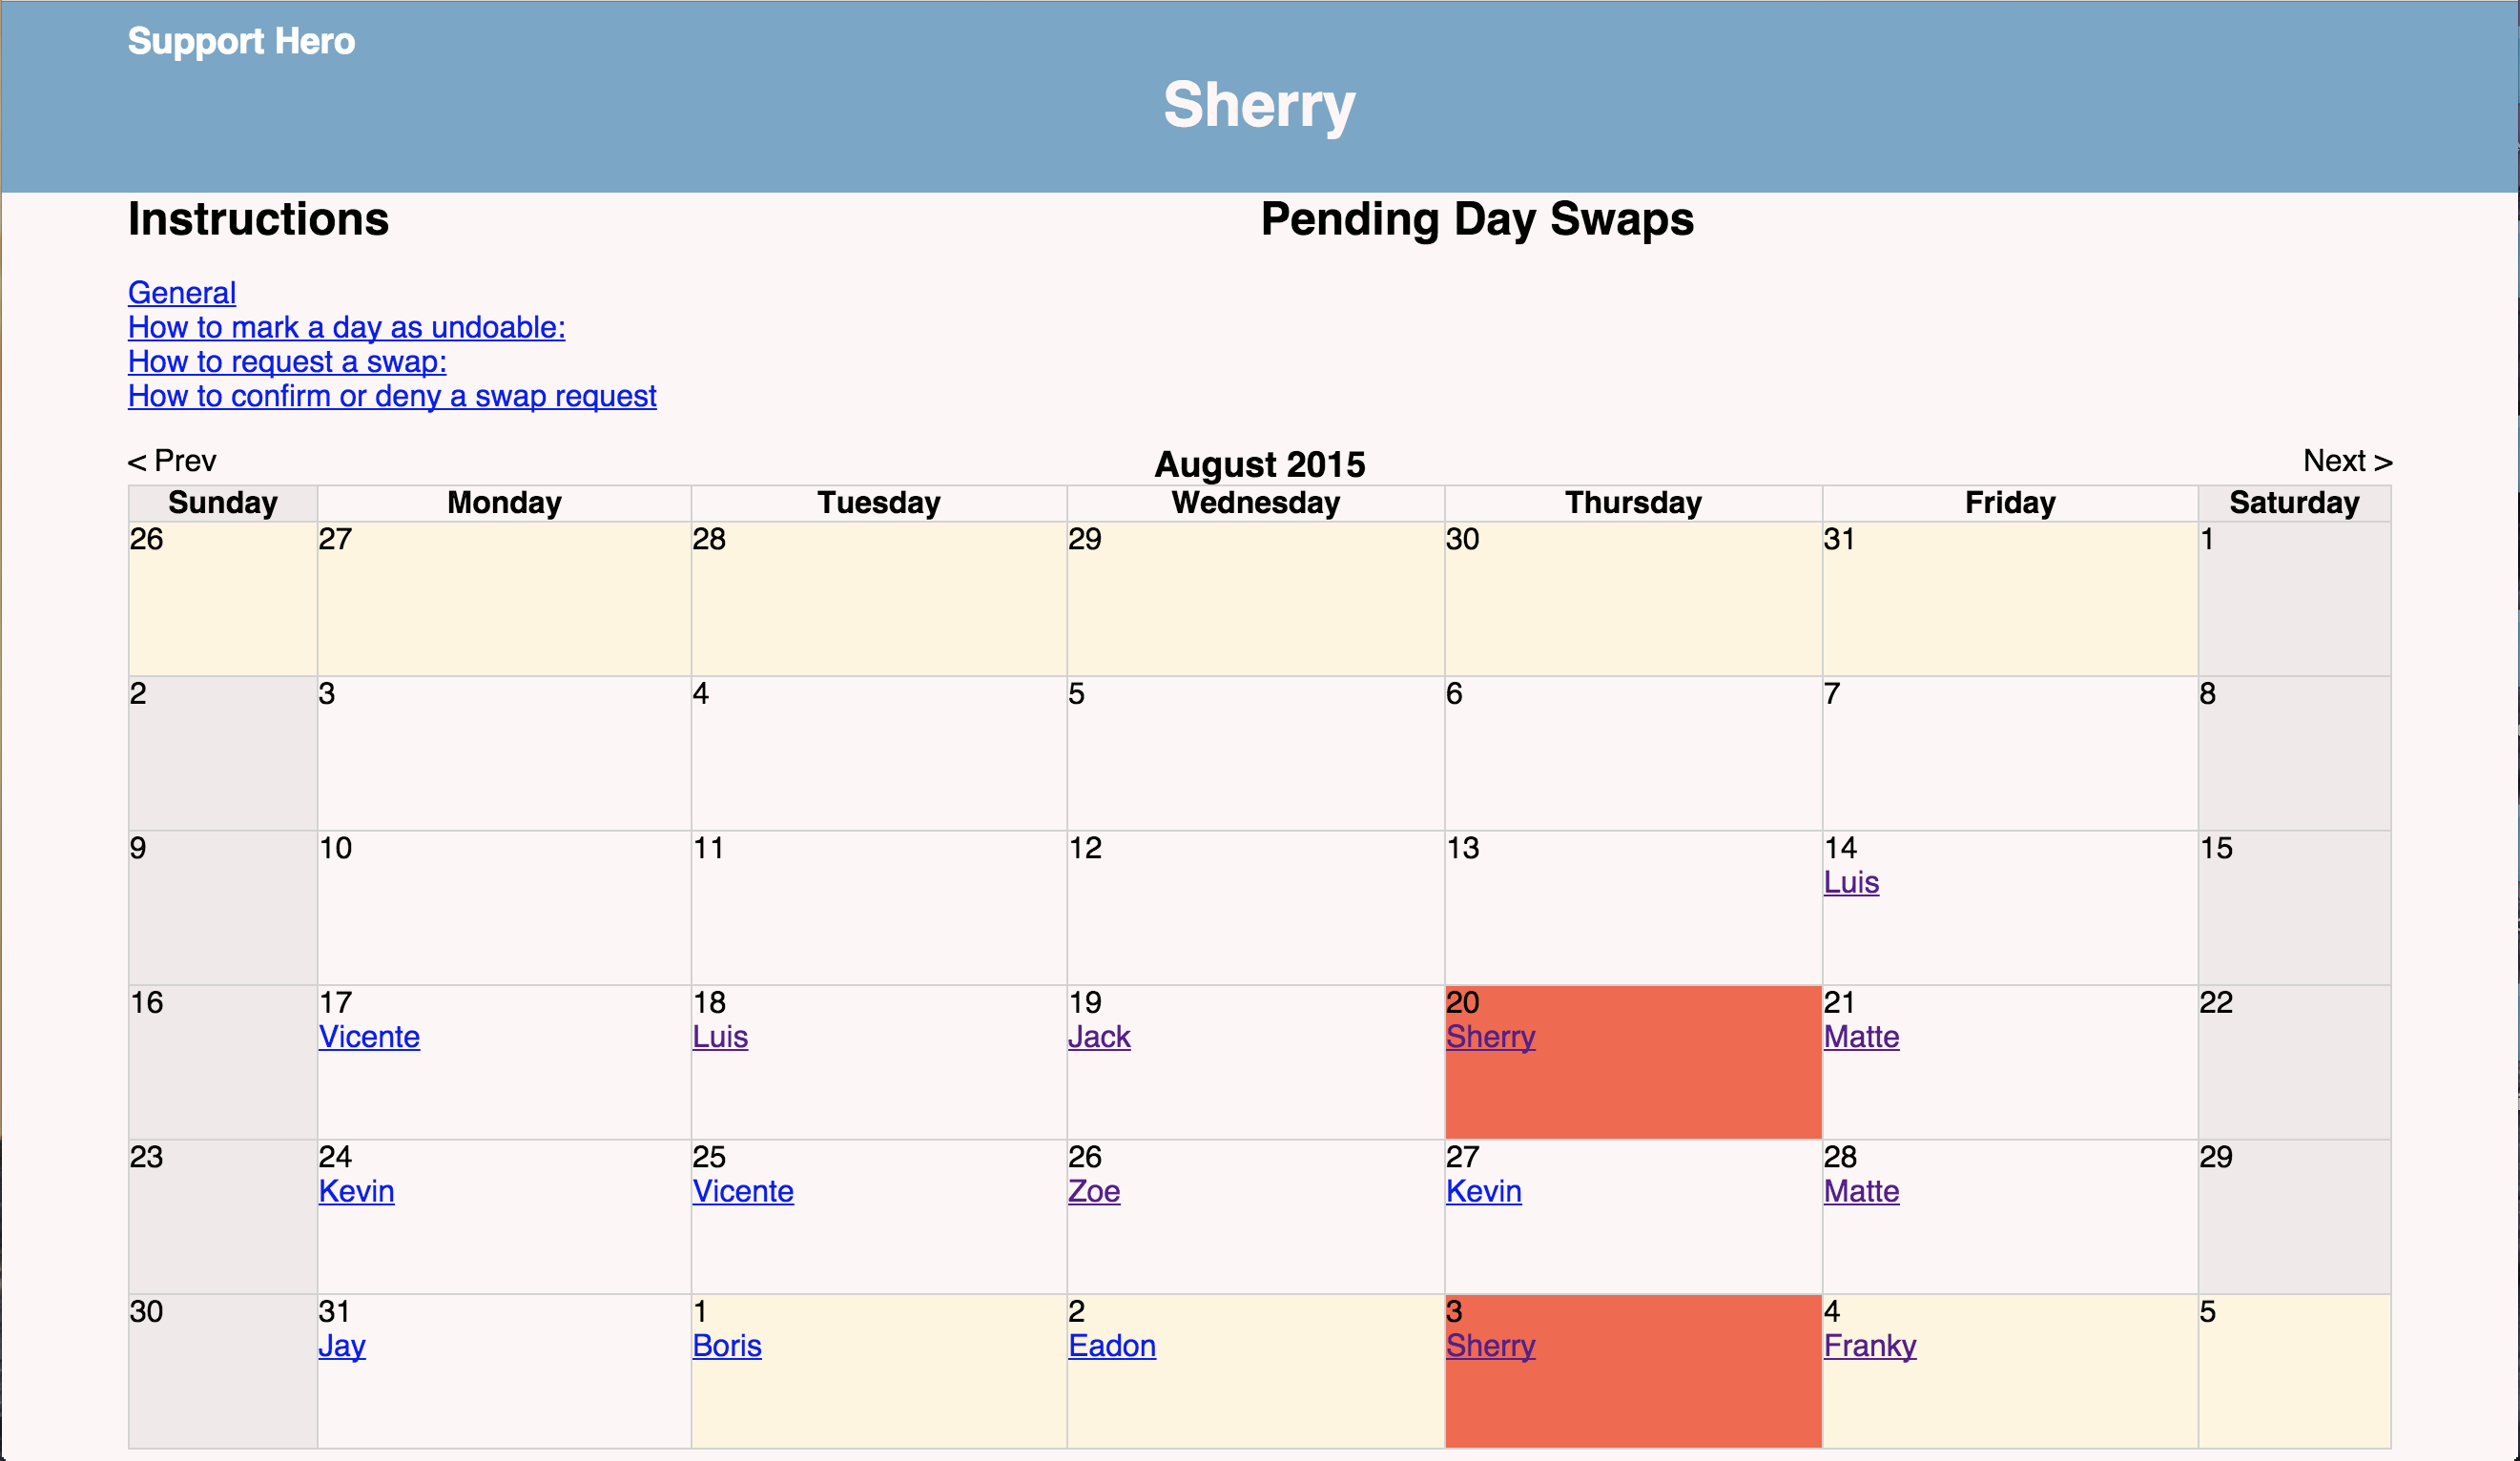 Support Hero
Sherry
Instructions
Pending Day Swaps
General
How to mark a day as undoable:
How to request a swap:
How to confirm or deny a swap request
< Prev
August 2015
Next >
Sunday Monday Tuesday Wednesday Thursday Friday Saturday
26 27 28 29 30 31 1
2 3 4 5 6 7 8
9 10 11 12 13 14 15
Luis
16 17 18 19 20 21 22
Vicente Luis Jack Sherry Matte
23 24 25 26 27 28 29
Kevin Vicente Zoe Kevin Matte
30 31 1 2 3 4 5
Jay Boris Eadon Sherry Franky